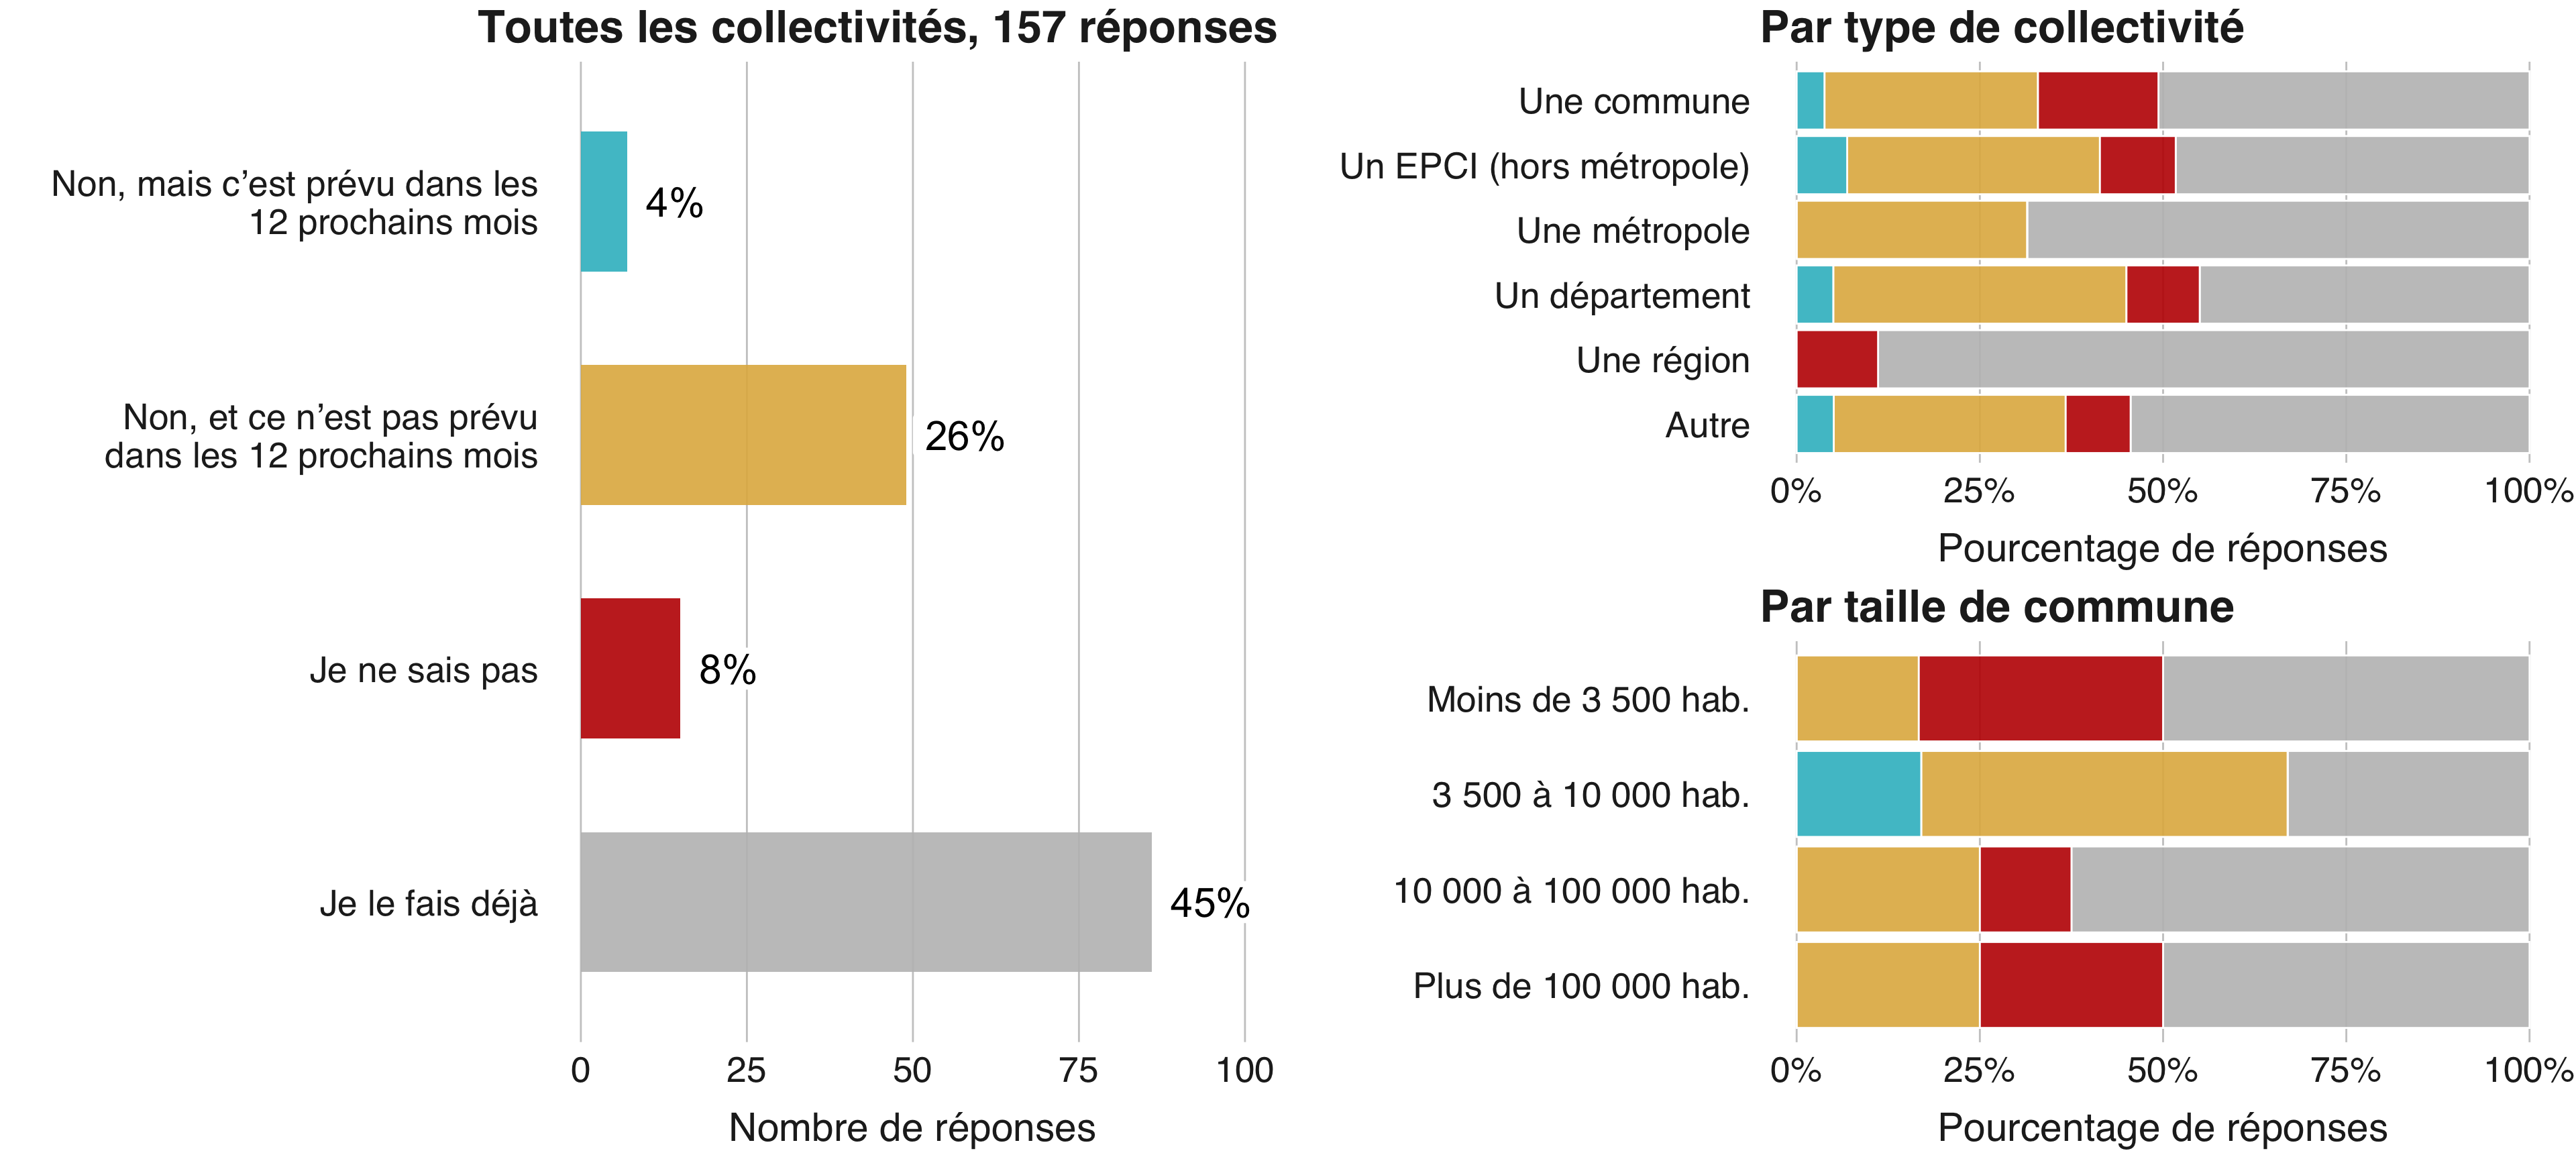 Toutes les collectivités, 157 réponses
Non, mais c’est prévu dans les
12 prochains mois
4%
Non, et ce n’est pas prévu
dans les 12 prochains mois
26%
Je ne sais pas
8%
Je le fais déjà
45%
0 25 50 75 100
Nombre de réponses
Par type de collectivité
Une commune
Un EPCI (hors métropole)
Une métropole
Un département
Une région
Autre
0% 25% 50% 75% 100%
Pourcentage de réponses
Par taille de commune
Moins de 3 500 hab.
3 500 à 10 000 hab.
10 000 à 100 000 hab.
Plus de 100 000 hab.
0% 25% 50% 75% 100%
Pourcentage de réponses